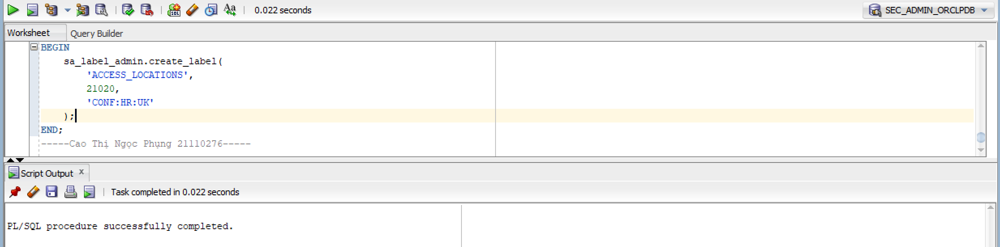 0.022 seconds
SEC_ADMIN_ORCLPDB
Worksheet
Query Builder
BEGIN
sa_label_admin.create_label(
'ACCESS_LOCATIONS',
21020,
'CONF:HR:UK'
);
END;
-----Cao Thị Ngọc Phụng 21110276-----
Script Output x
Task completed in 0.022 seconds
PL/SQL procedure successfully completed.